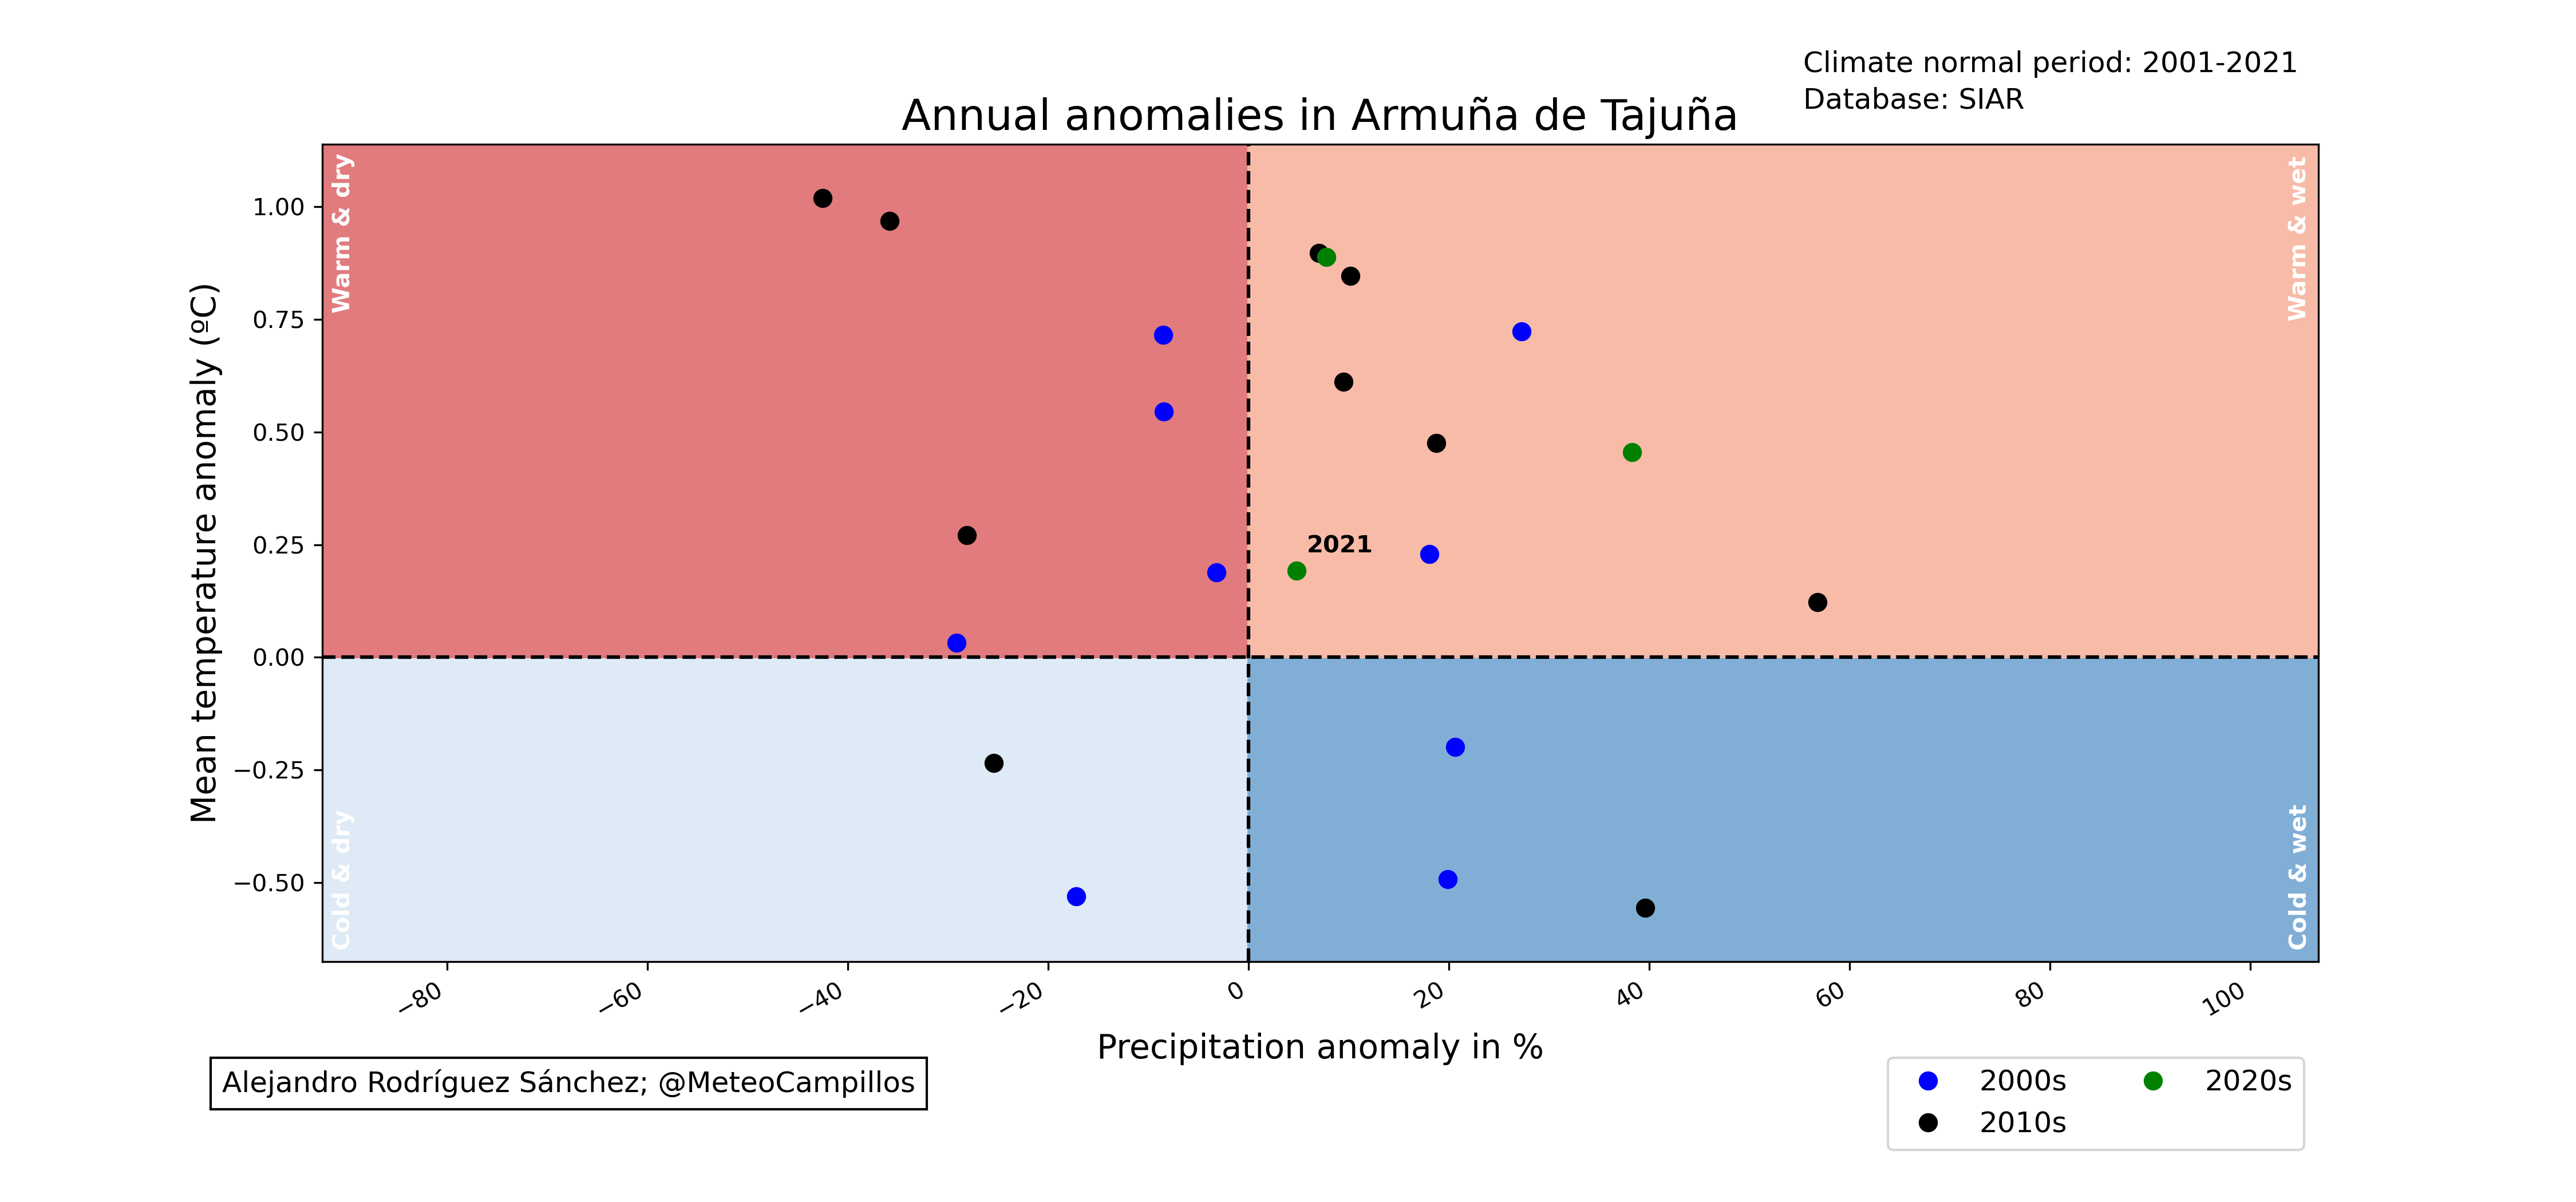 Climate normal period: 2001-2021
Database: SIAR
Annual anomalies in Armuña de Tajuña
Warm & dry
Warm & wet
1.00
0.75
0.50
0.25
0.00
−0.25
−0.50
Mean temperature anomaly (ºC)
2021
Cold & dry
Cold & wet
−80
−60
−40
−20
0
20
40
60
80
100
Precipitation anomaly in %
Alejandro Rodríguez Sánchez; @MeteoCampillos
2000s
2010s
2020s